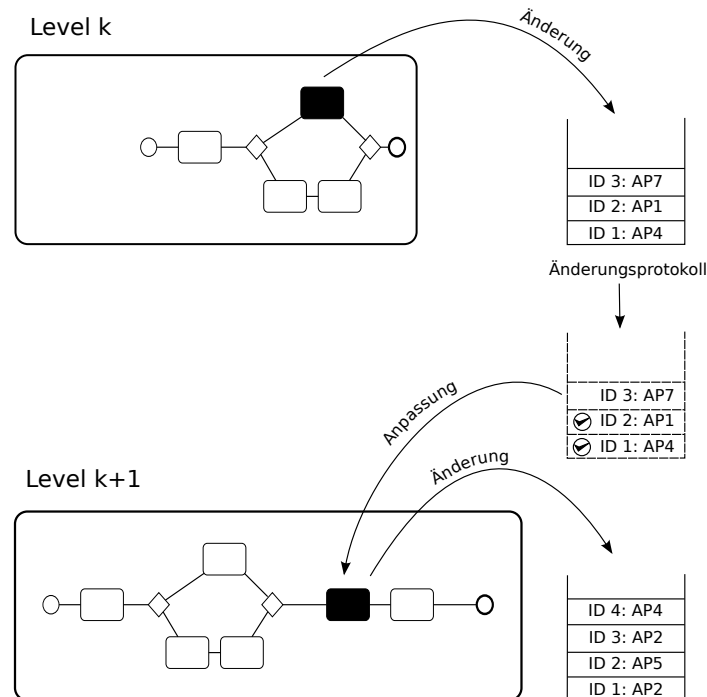 Level k
Änderung
ID 3: AP7
ID 2: AP1
ID 1: AP4
Änderungsprotokoll
ID 3: AP7
ID 2: AP1
ID 1: AP4
Anpassung
Änderung
Level k+1
ID 4: AP4
ID 3: AP2
ID 2: AP5
ID 1: AP2